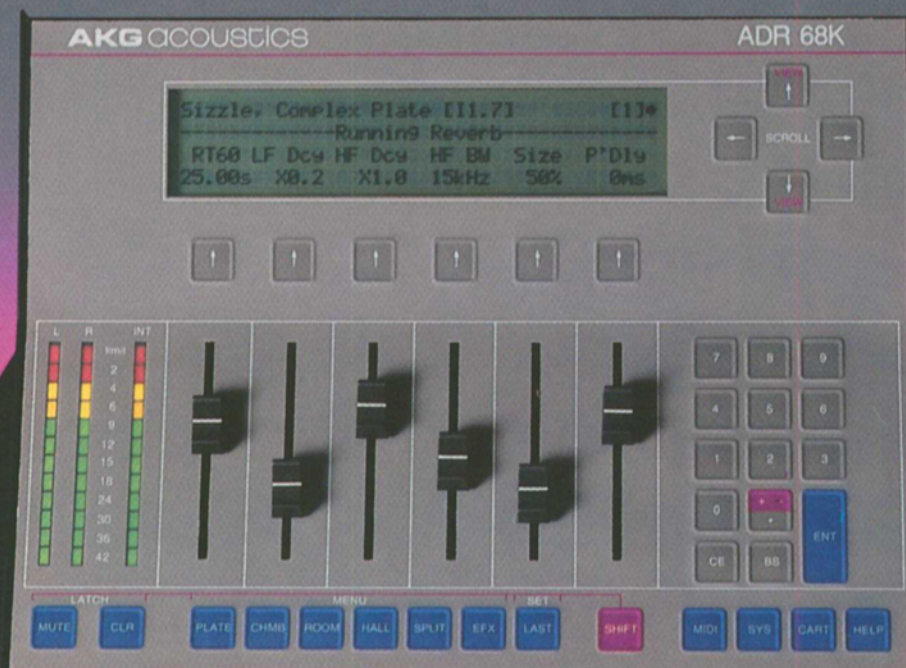 AKG acoustics
ADR 68K
Sizzle, Complex Plate [I1.7] [1]*
Running Reverb
RT60 LF Dcy HF Dcy HF BW Size P'Dly
25.00s X0.2 X1.0 15kHz 50% 0ms
VIEW
SCROLL
VIEW
L R INT
limit
2
4
6
9
12
15
18
24
30
36
42
7 8 9
4 5 6
1 2 3
0 + - .
ENT
CE BS
LATCH MENU SET
MUTE CLR PLATE CHMB ROOM HALL SPLIT EFX LAST SHIFT MIDI SYS CART HELP